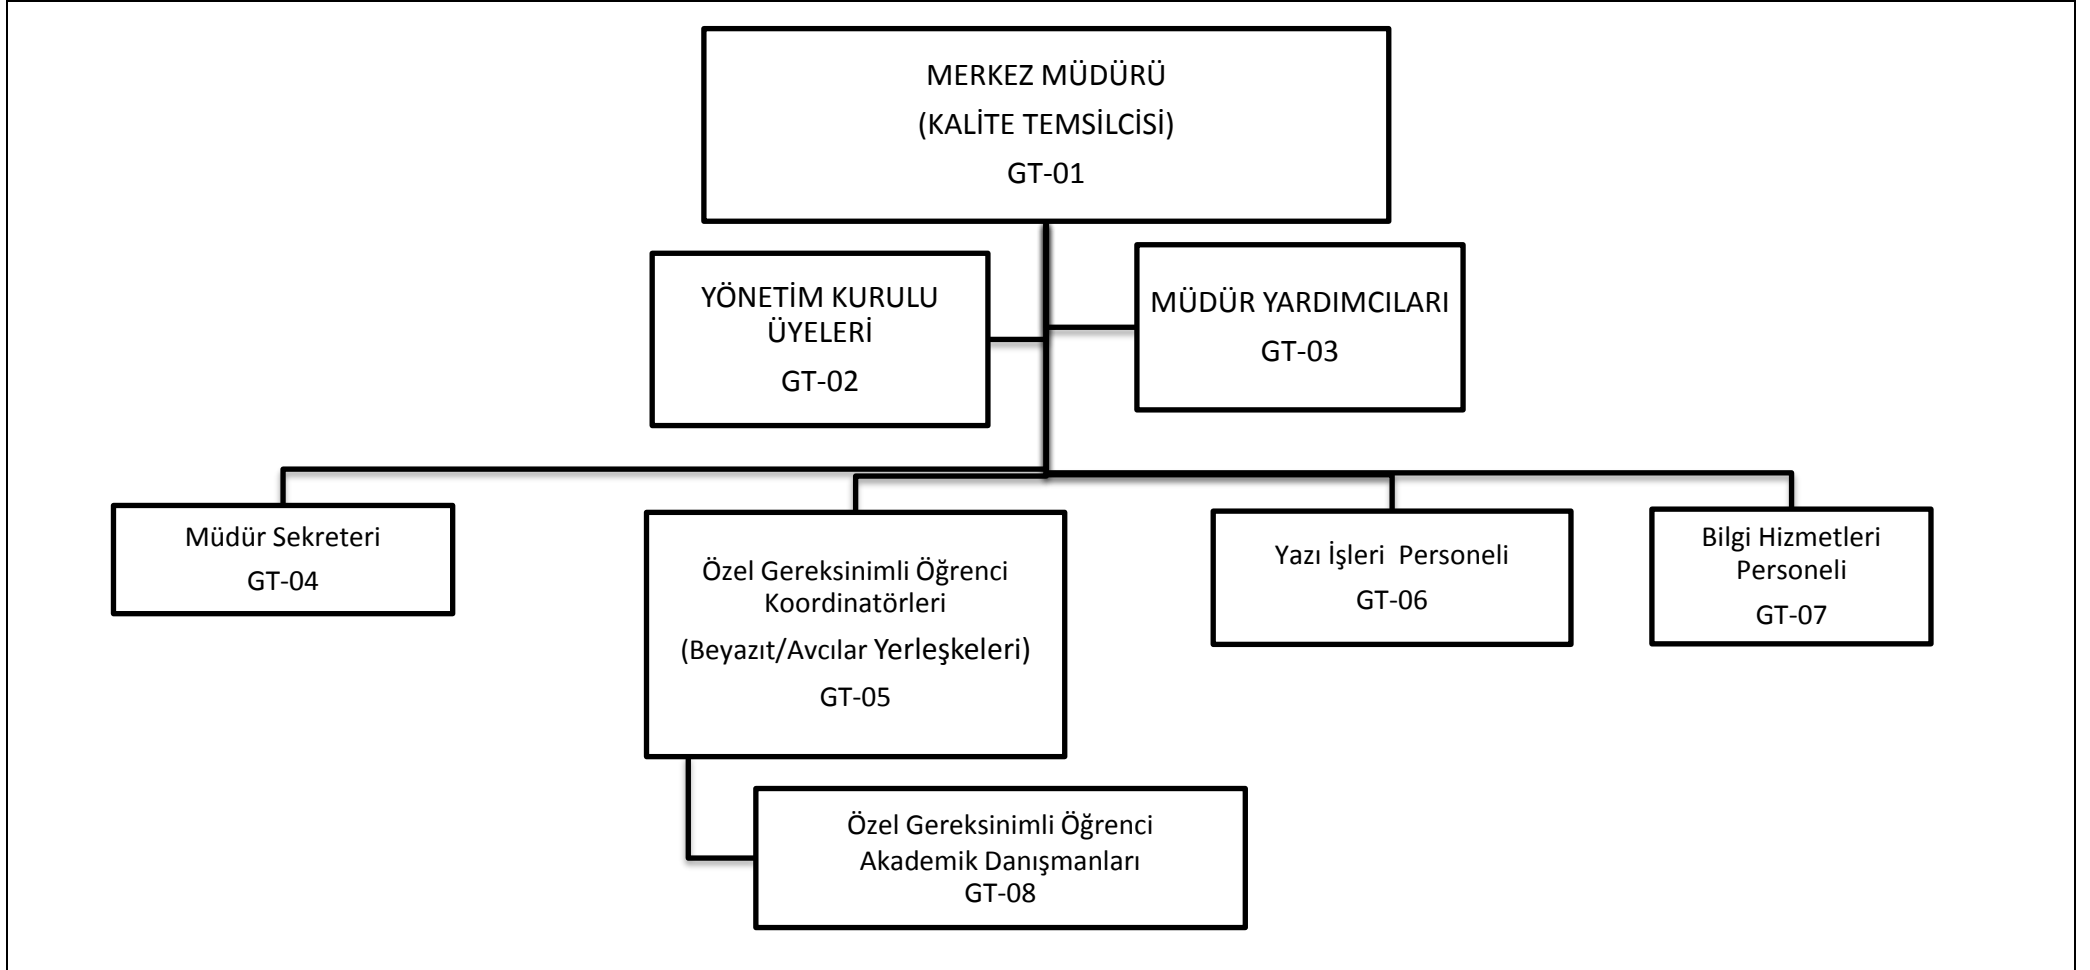 MERKEZ MÜDÜRÜ
(KALİTE TEMSİLCİSİ)
GT-01
YÖNETİM KURULU
ÜYELERİ
GT-02
MÜDÜR YARDIMCILARI
GT-03
Müdür Sekreteri
GT-04
Özel Gereksinimli Öğrenci
Koordinatörleri
(Beyazıt/Avcılar Yerleşkeleri)
GT-05
Yazı İşleri  Personeli
GT-06
Bilgi Hizmetleri
Personeli
GT-07
Özel Gereksinimli Öğrenci
Akademik Danışmanları
GT-08